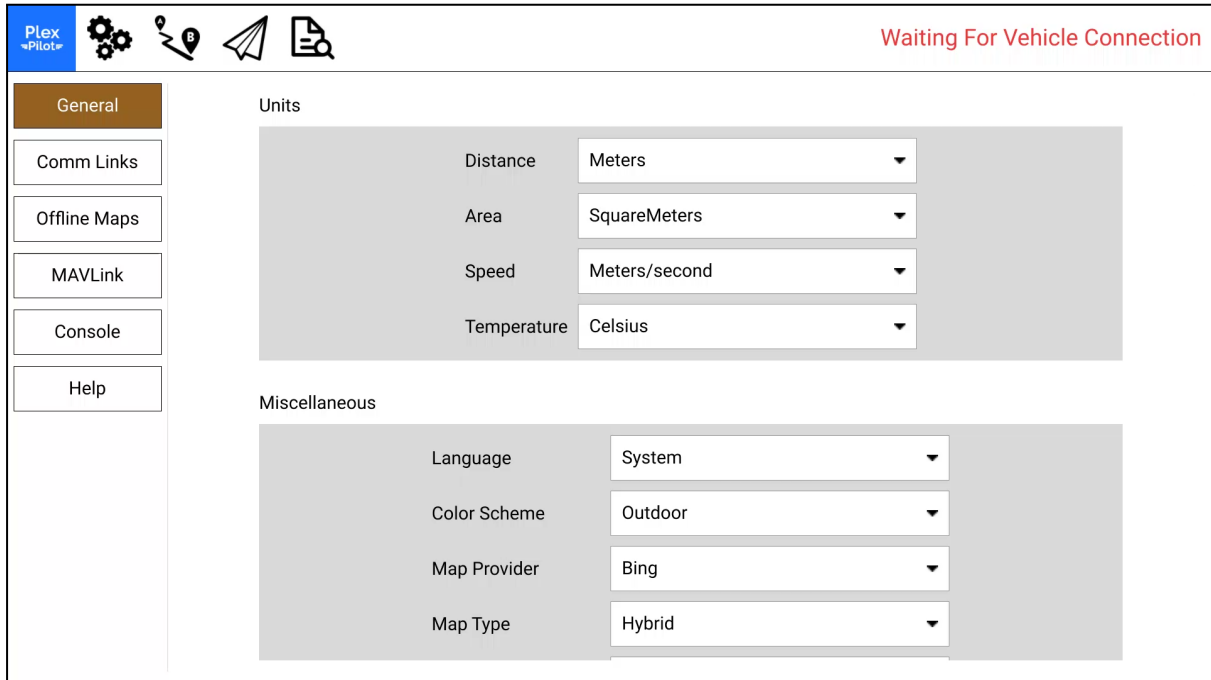 Plex
Pilot
A
B
Waiting For Vehicle Connection
General
Comm Links
Offline Maps
MAVLink
Console
Help
Units
Distance Meters
Area SquareMeters
Speed Meters/second
Temperature Celsius
Miscellaneous
Language System
Color Scheme Outdoor
Map Provider Bing
Map Type Hybrid